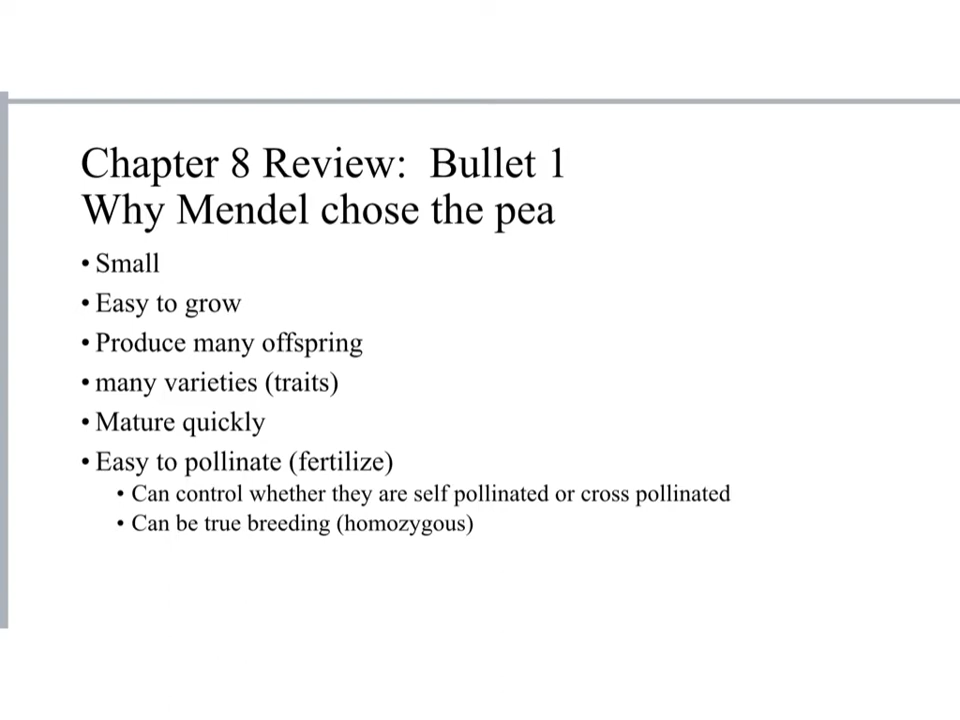 Chapter 8 Review:  Bullet 1
Why Mendel chose the pea
• Small
• Easy to grow
• Produce many offspring
• many varieties (traits)
• Mature quickly
• Easy to pollinate (fertilize)
• Can control whether they are self pollinated or cross pollinated
• Can be true breeding (homozygous)